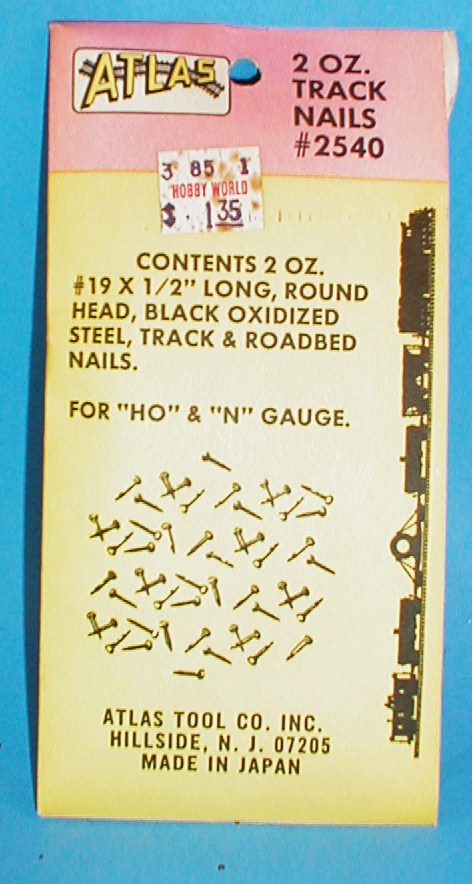 ATLAS
2 OZ.
TRACK
NAILS
#2540
3 85 1
HOBBY WORLD
$ 1.35
CONTENTS 2 OZ.
#19 X 1/2" LONG, ROUND
HEAD, BLACK OXIDIZED
STEEL, TRACK & ROADBED
NAILS.
FOR "HO" & "N" GAUGE.
ATLAS TOOL CO. INC.
HILLSIDE, N. J. 07205
MADE IN JAPAN